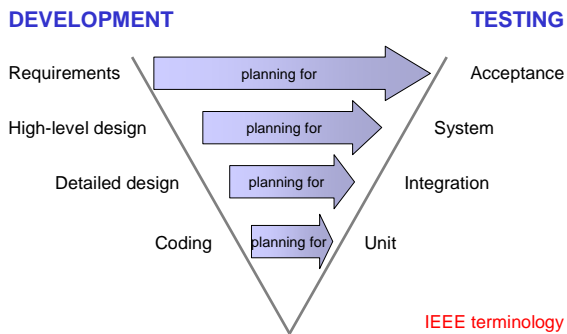 DEVELOPMENT TESTING
Requirements planning for Acceptance
High-level design planning for System
Detailed design planning for Integration
Coding planning for Unit
IEEE terminology